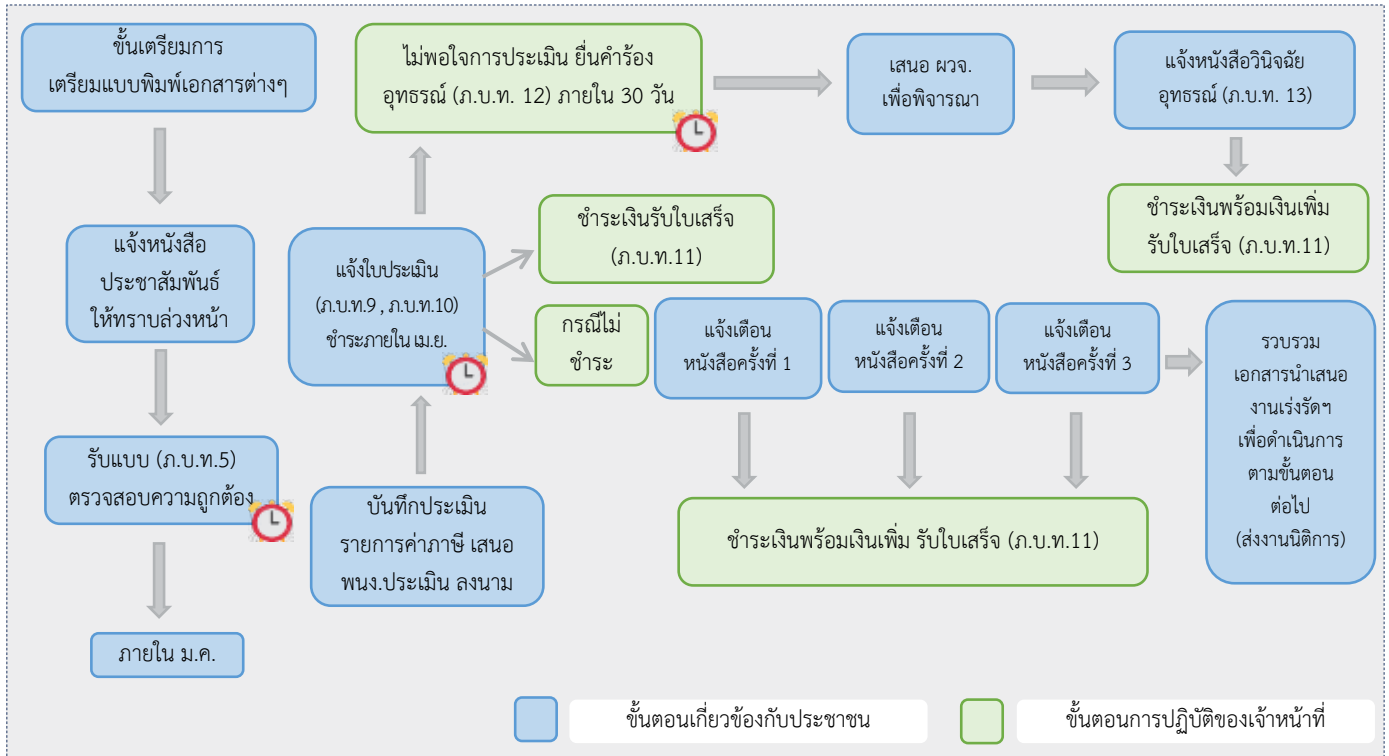 ขั้นเตรียมการ
เตรียมแบบพิมพ์เอกสารต่างๆ
แจ้งหนังสือ
ประชาสัมพันธ์
ให้ทราบล่วงหน้า
รับแบบ (ภ.บ.ท.5)
ตรวจสอบความถูกต้อง
ภายใน ม.ค.
บันทึกประเมิน
รายการค่าภาษี เสนอ
พนง.ประเมิน ลงนาม
แจ้งใบประเมิน
(ภ.บ.ท.9 , ภ.บ.ท.10)
ชำระภายใน เม.ย.
ไม่พอใจการประเมิน ยื่นคำร้อง
อุทธรณ์ (ภ.บ.ท. 12) ภายใน 30 วัน
เสนอ ผวจ.
เพื่อพิจารณา
แจ้งหนังสือวินิจฉัย
อุทธรณ์ (ภ.บ.ท. 13)
ชำระเงินพร้อมเงินเพิ่ม
รับใบเสร็จ (ภ.บ.ท.11)
ชำระเงินรับใบเสร็จ
(ภ.บ.ท.11)
กรณีไม่
ชำระ
แจ้งเตือน
หนังสือครั้งที่ 1
แจ้งเตือน
หนังสือครั้งที่ 2
แจ้งเตือน
หนังสือครั้งที่ 3
รวบรวม
เอกสารนำเสนอ
งานเร่งรัดฯ
เพื่อดำเนินการ
ตามขั้นตอน
ต่อไป
(ส่งงานนิติการ)
ชำระเงินพร้อมเงินเพิ่ม รับใบเสร็จ (ภ.บ.ท.11)
ขั้นตอนเกี่ยวข้องกับประชาชน
ขั้นตอนการปฏิบัติของเจ้าหน้าที่